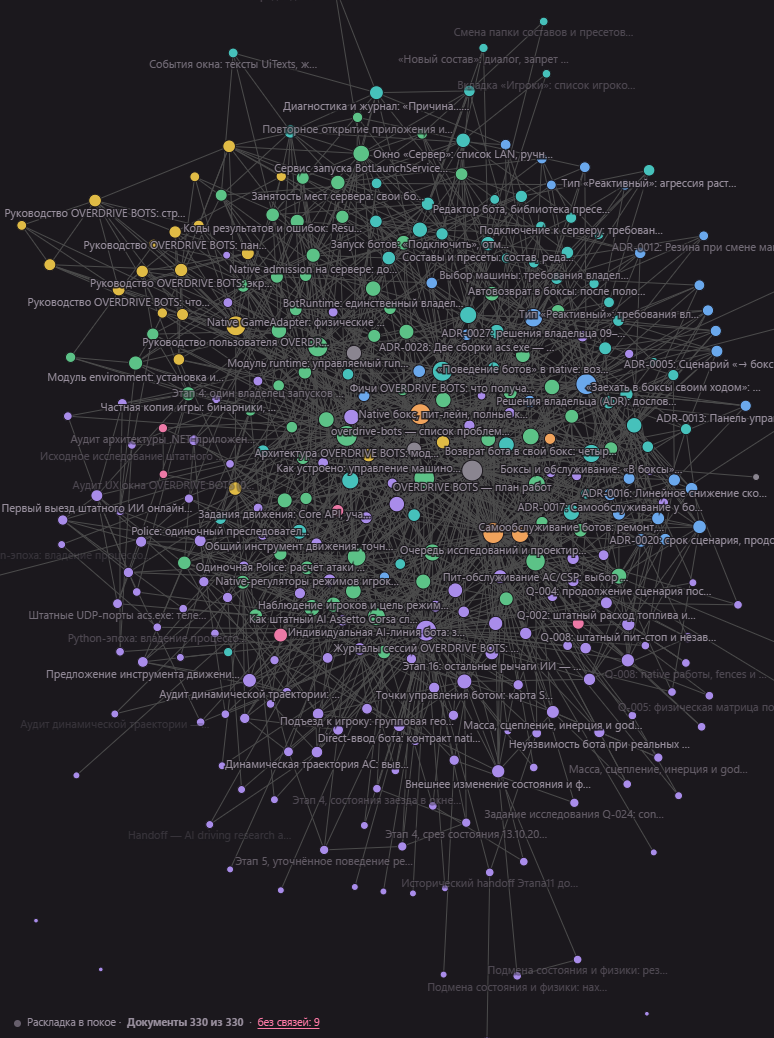 Смена папки составов и пресетов...
«Новый состав»: диалог, запрет ...
События окна: тексты UiTexts, ж...
Вкладка «Игроки»: список игроко...
Диагностика и журнал: «Причина......
Повторное открытие приложения и...
Окно «Сервер»: список LAN, ручн...
Сервис запуска BotLaunchService...
Тип «Реактивный»: агрессия раст...
Занятость мест сервера: свои бо...
Руководство OVERDRIVE BOTS: стр...
Редактор бота, библиотека пресе...
Коды результатов и ошибок: Resu...
Подключение к серверу: требован...
Руководство OVERDRIVE BOTS: пан...
Запуск ботов: «Подключить», отм...
ADR-0012: Резина при смене ма
Составы и пресеты: состав, реда...
Native admission на сервере: до...
Выбор машины: требования владел...
Руководство OVERDRIVE BOTS: экр...
Автовозврат в боксы: после поло...
Руководство OVERDRIVE BOTS: что...
BotRuntime: единственный владел...
Тип «Реактивный»: требования вл...
Native GameAdapter: физические ...
ADR-0027: решения владельца 09–...
Руководство пользователя OVERDR...
ADR-0028: Две сборки acs.exe — ...
Модуль runtime: управляемый run...
«Поведение ботов» в native: воз...
ADR-0005: Сценарий «→ бокс
Модуль environment: установка и...
Фичи OVERDRIVE BOTS: что получа...
«Заехать в боксы своим ходом»: ...
Этап 4: один владелец запусков ...
Решения владельца (ADR): дослов...
Частная копия игры: бинарники, ...
Native бокс, пит-лейн, полные к...
ADR-0013: Панель упра
overdrive-bots — список проблем...
Аудит архитектуры .NET-приложен...
Архитектура OVERDRIVE BOTS: мод...
Возврат бота в свой бокс: четыр...
Исходное исследование штатного ...
Как устроено: управление машино...
Боксы и обслуживание: «В боксы»...
Аудит UX окна OVERDRIVE BOTS...
OVERDRIVE BOTS — план работ
ADR-0016: Линейное снижение ско...
Первый выезд штатного ИИ онлайн...
ADR-0017: Самообслуживание у бо...
Задания движения: Core API, уча...
Самообслуживание ботов: ремонт,...
Police: одиночный преследовател...
ADR-0020: срок сценария, продо
Общий инструмент движения: точн...
Очередь исследований и проектир...
n-эпоха: владение процессо...
Одиночная Police: расчёт атаки ...
Пит-обслуживание AC/CSP, выбор...
Native-регуляторы режимов игрок...
Q-004: продолжение сценария пос...
Наблюдение игроков и цель режим...
Штатные UDP-порты acs.exe: теле...
Как штатный AI Assetto Corsa сл...
Q-002: штатный расход топлива и...
Python-эпоха: владение процессо...
Индивидуальная AI-линия бота: з...
Q-008: штатный пит-стоп и незав...
Журналы сессий OVERDRIVE BOTS: ...
Предложение инструмента движени...
Этап 16: остальные рычаги ИИ — ...
Q-006: native работы, fences и ...
Аудит динамической траектории: ...
Точки управления ботом: карта S...
Q-005: физическая матрица по
Аудит динамической траектории — ...
Подъезд к игроку: групповая гео...
Масса, сцепление, инерция и god...
Direct-ввод бота: контракт nati...
Неуязвимость бота при реальных ...
Динамическая траектория AC: выв...
Масса, сцепление, инерция и god...
Внешнее изменение состояния и ф...
Этап 4, состояния заезда в окне...
Задание исследования Q-024: con...
Handoff — AI driving research a...
Этап 4, срез состояния 13.10.20...
Этап 5, уточнённое поведение ре...
Исторический handoff Этапа11 до...
Подмена состояния и физики: рез...
Подмена состояния и физики: нах...
Раскладка в покое · Документы 330 из 330 · без связей: 9